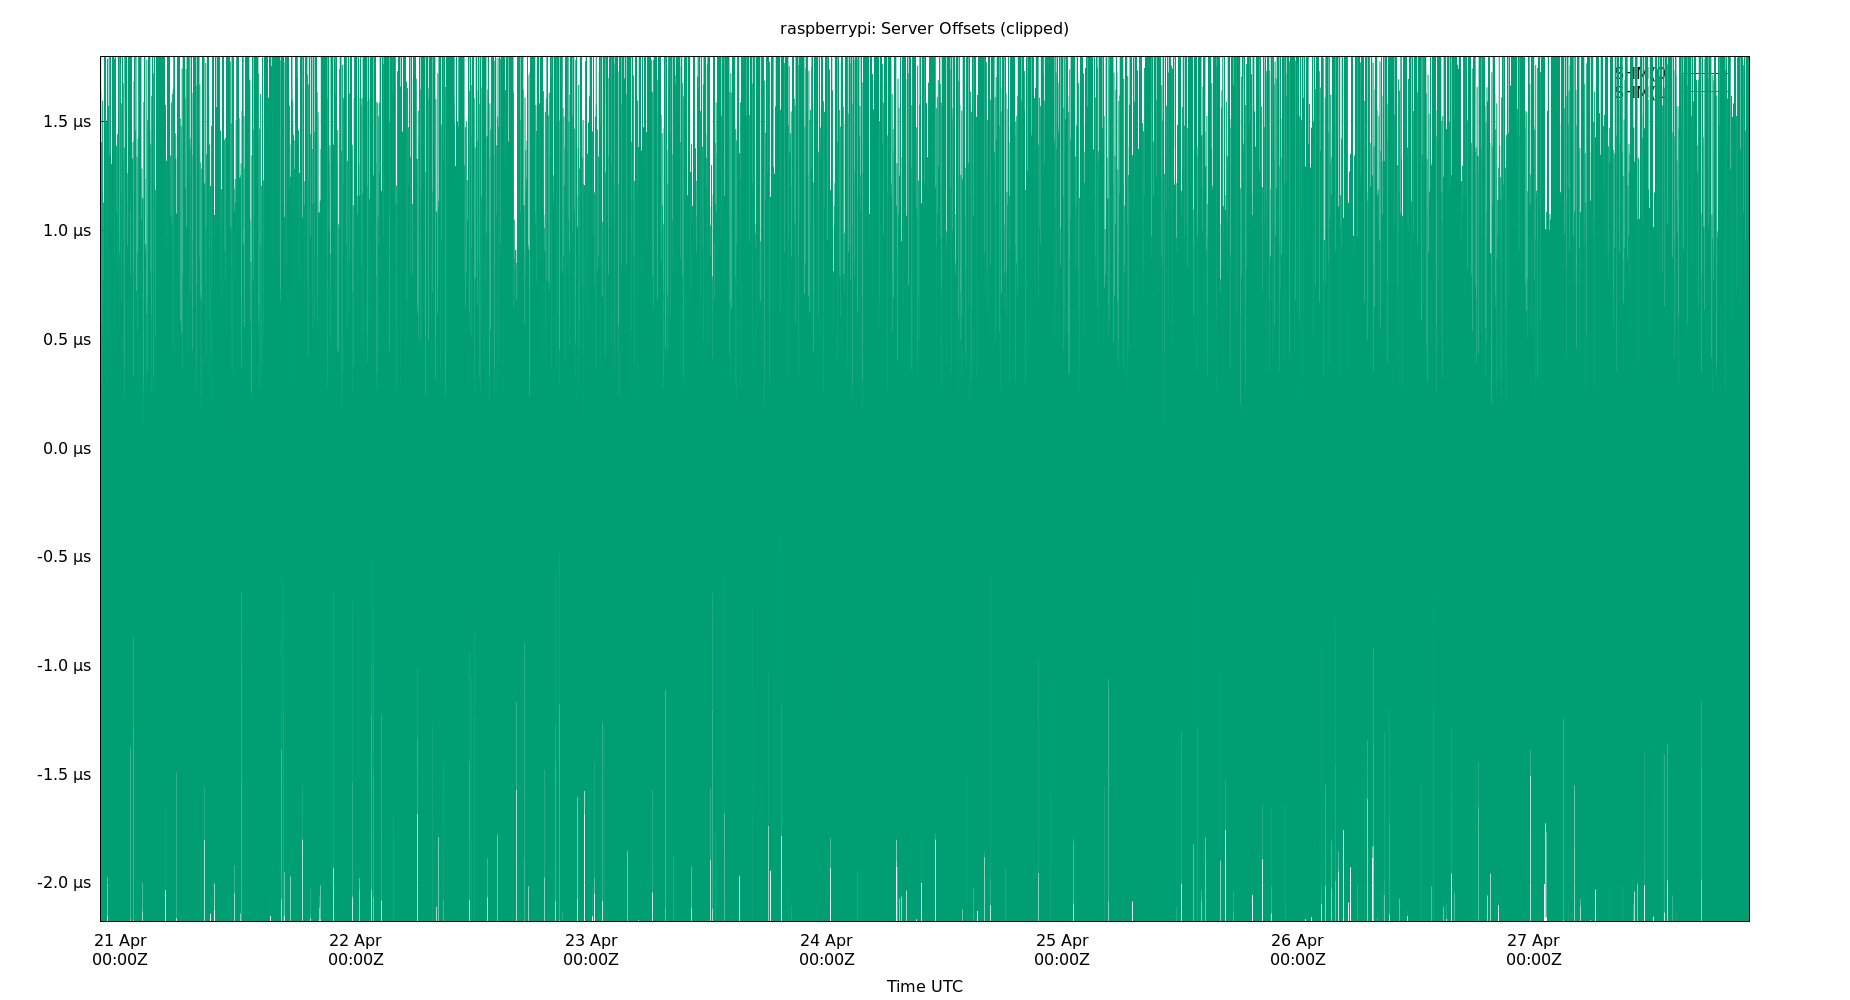 raspberrypi: Server Offsets (clipped)
1.5 µs
1.0 µs
0.5 µs
0.0 µs
-0.5 µs
-1.0 µs
-1.5 µs
-2.0 µs
21 Apr 22 Apr 23 Apr 24 Apr 25 Apr 26 Apr 27 Apr
00:00Z 00:00Z 00:00Z 00:00Z 00:00Z 00:00Z 00:00Z
Time UTC